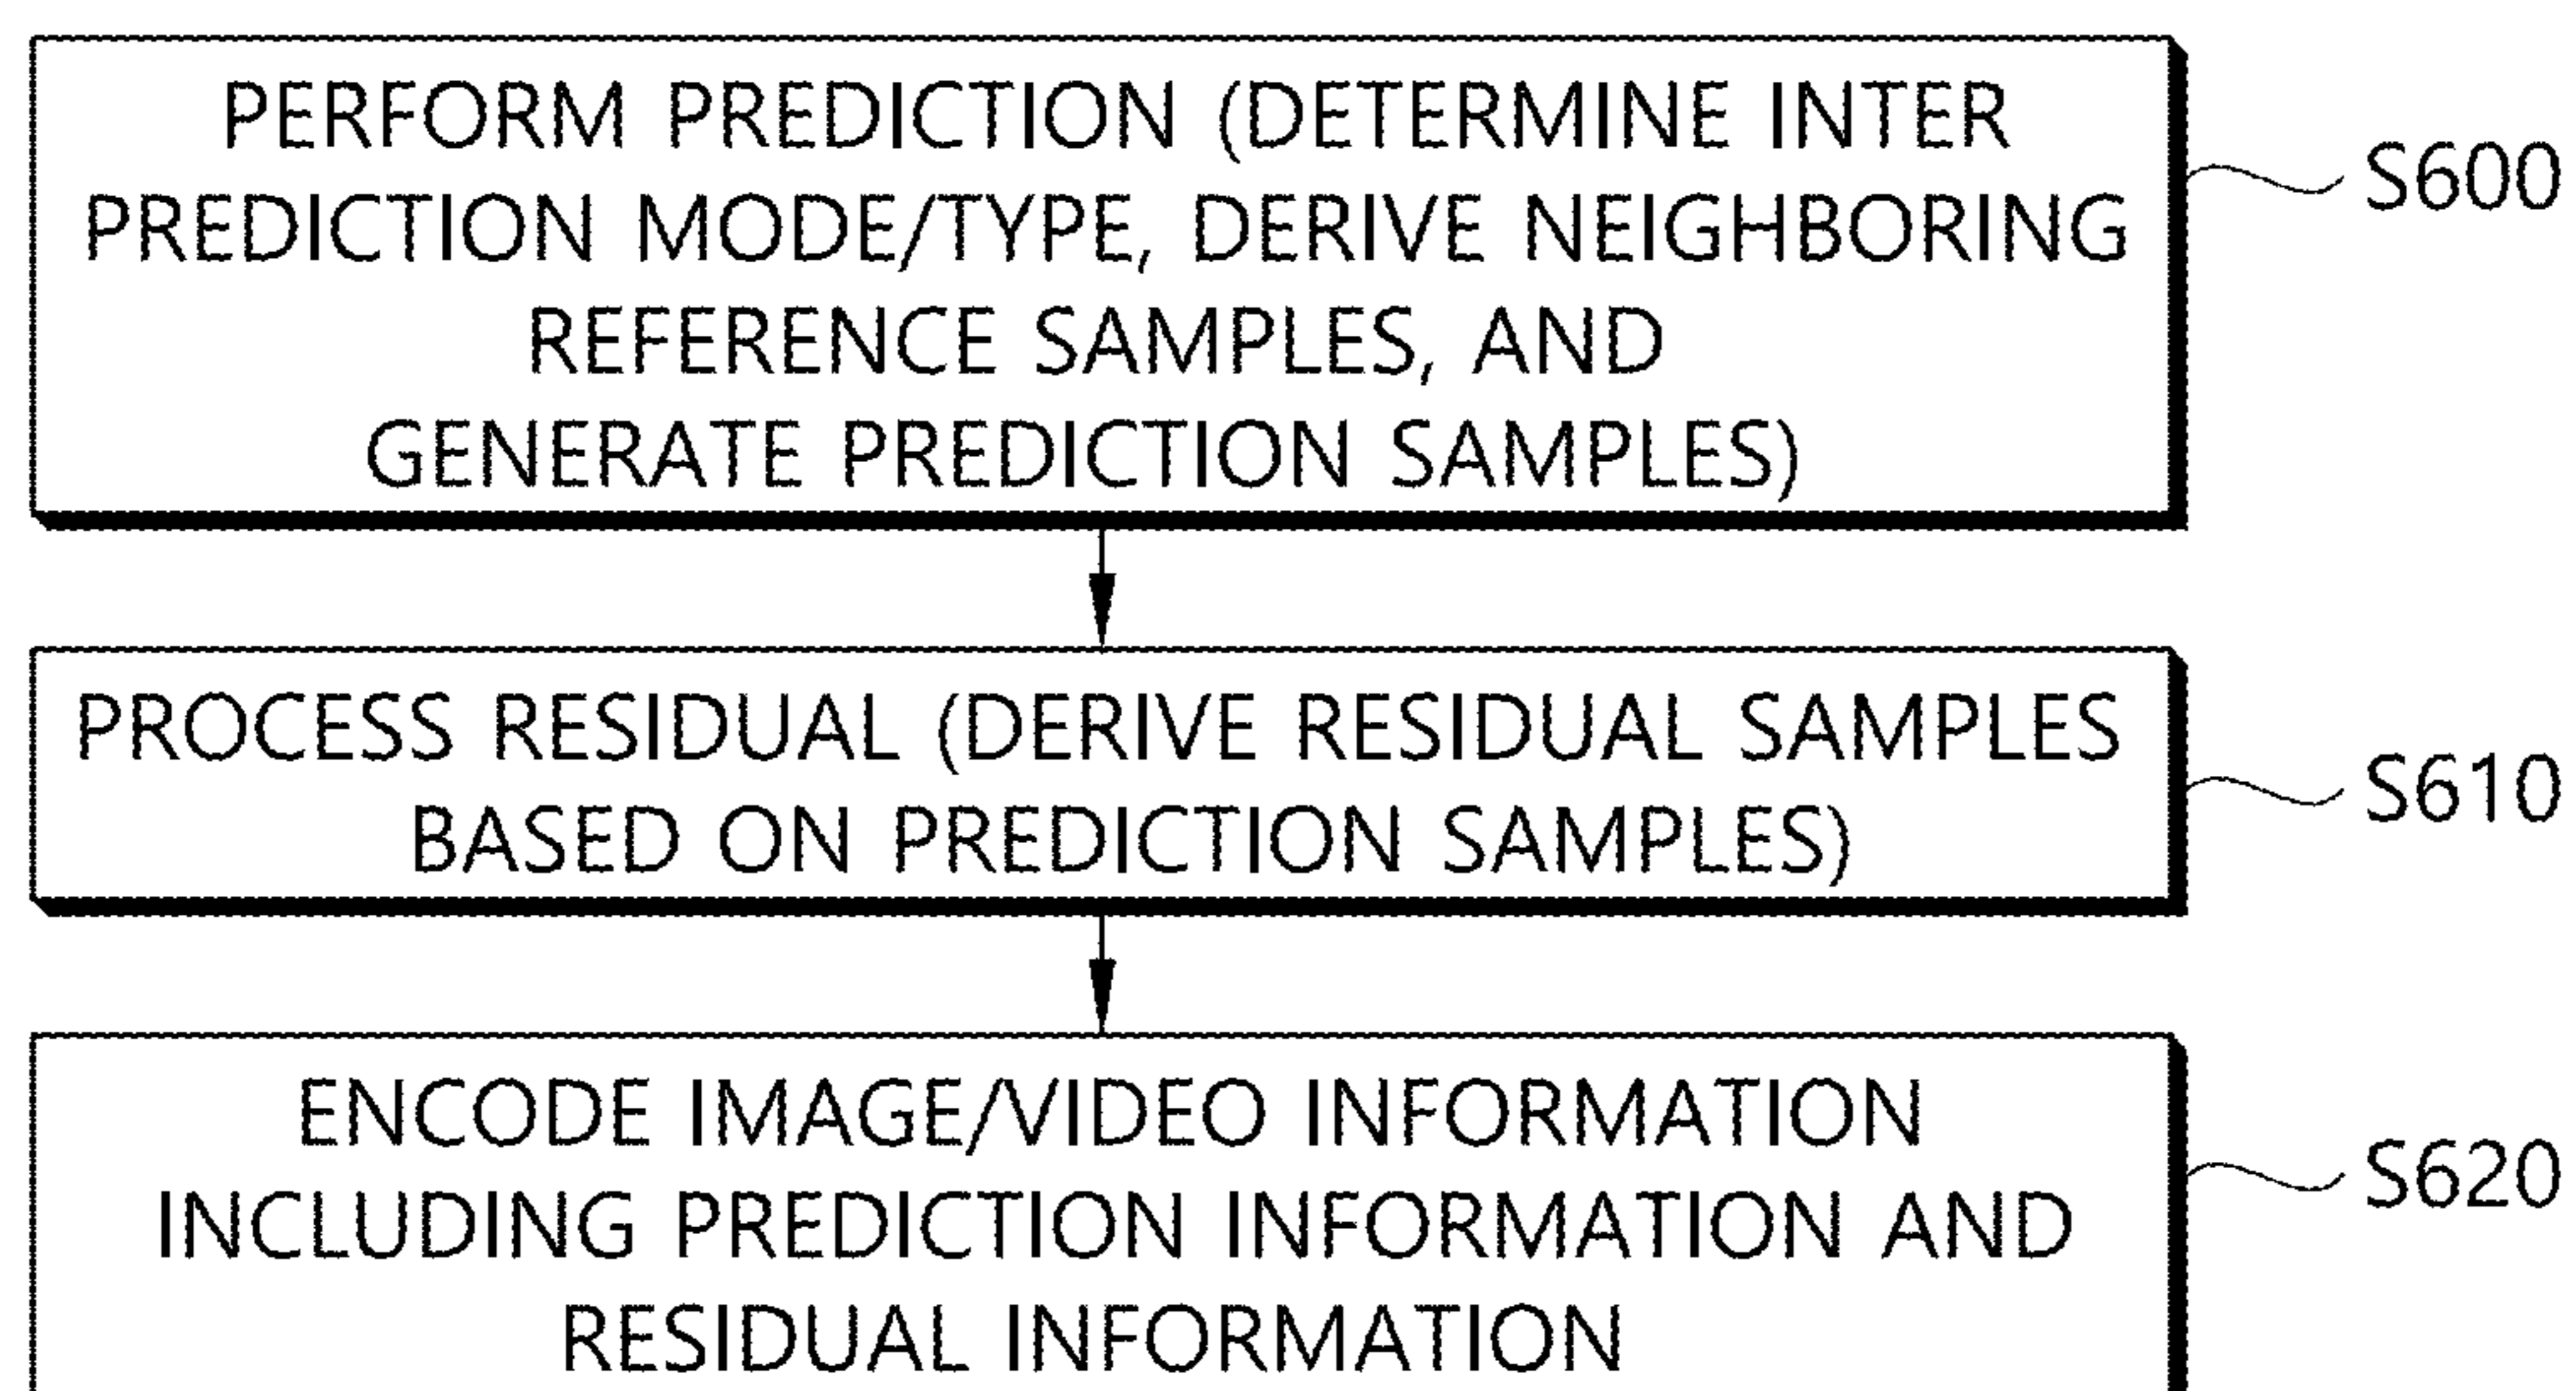 PERFORM PREDICTION (DETERMINE INTER
PREDICTION MODE/TYPE, DERIVE NEIGHBORING
REFERENCE SAMPLES, AND
GENERATE PREDICTION SAMPLES)
S600
PROCESS RESIDUAL (DERIVE RESIDUAL SAMPLES
BASED ON PREDICTION SAMPLES)
S610
ENCODE IMAGE/VIDEO INFORMATION
INCLUDING PREDICTION INFORMATION AND
RESIDUAL INFORMATION
S620